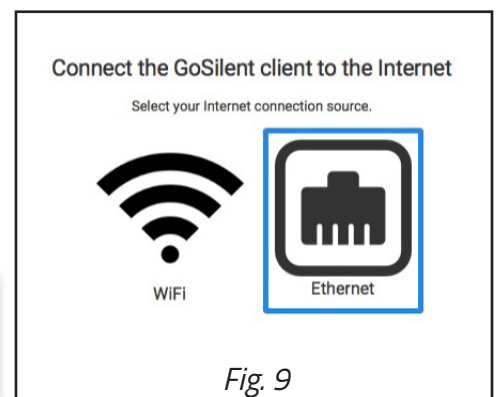 Connect the GoSilent client to the Internet
Select your Internet connection source.
WiFi
Ethernet
Fig. 9